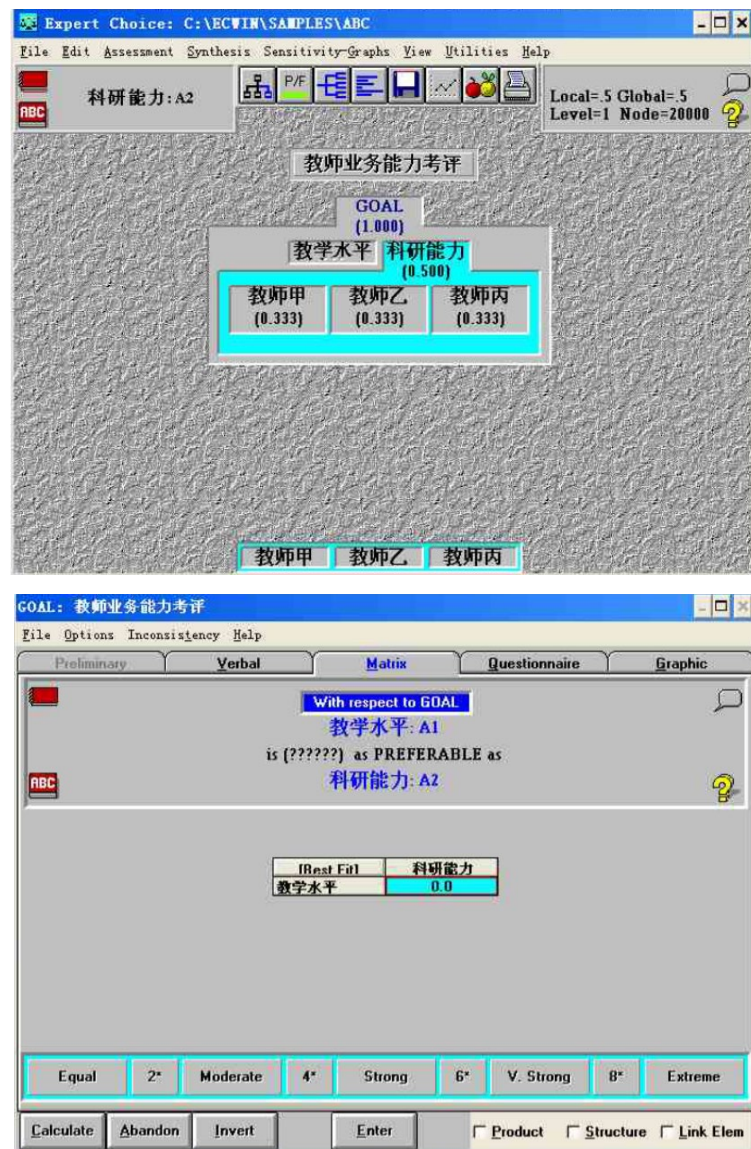 Expert Choice: C:\ECWIN\SAMPLES\ABC
File Edit Assessment Synthesis Sensitivity-Graphs View Utilities Help
科研能力:A2
P/F
ABC
Local=.5 Global=.5
Level=1 Node=20000
教师业务能力考评
GOAL
(1.000)
教学水平 科研能力
(0.500)
教师甲 教师乙 教师丙
(0.333) (0.333) (0.333)
教师甲 教师乙 教师丙
GOAL: 教师业务能力考评
File Options Inconsistency Help
Preliminary Verbal Matrix Questionnaire Graphic
With respect to GOAL
教学水平: A1
is (??????) as PREFERABLE as
科研能力: A2
ABC
[Best Fit] 科研能力
教学水平 0.0
Equal 2* Moderate 4* Strong 6* V. Strong 8* Extreme
Calculate Abandon Invert Enter Product Structure Link Elem